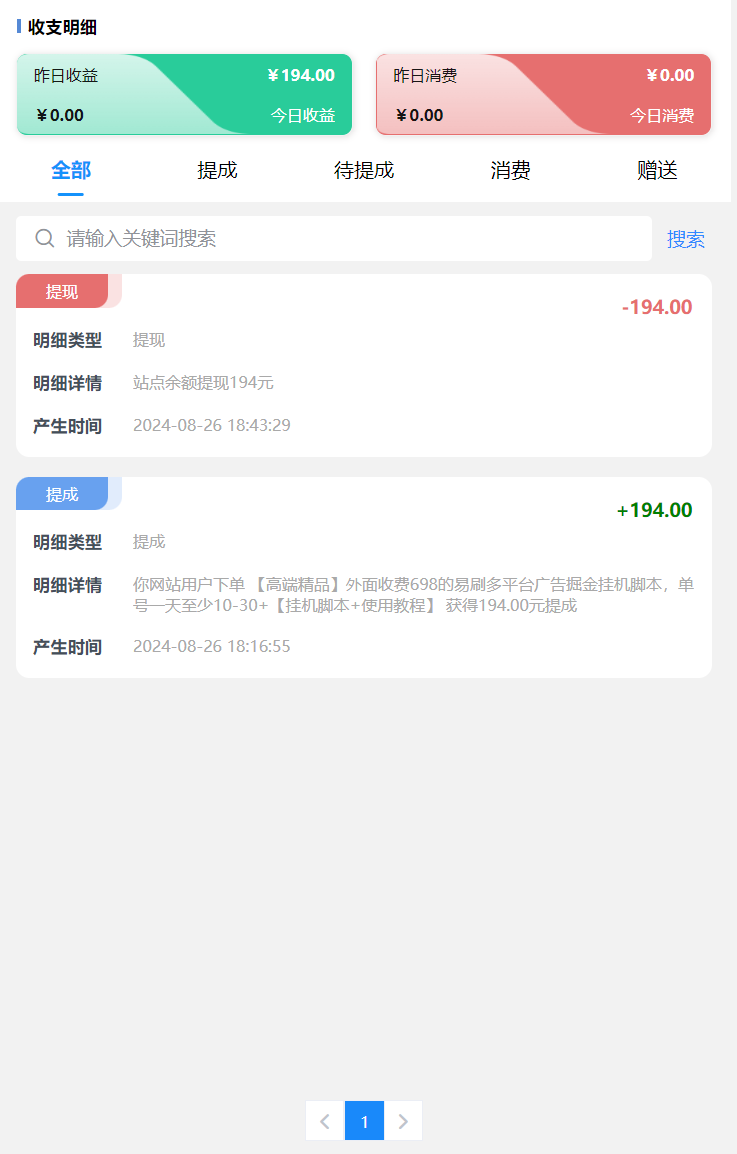 收支明细
昨日收益
￥194.00
￥0.00
今日收益
昨日消费
￥0.00
￥0.00
今日消费
全部
提成
待提成
消费
赠送
请输入关键词搜索
搜索
提现
-194.00
明细类型
提现
明细详情
站点余额提现194元
产生时间
2024-08-26 18:43:29
提成
+194.00
明细类型
提成
明细详情
你网站用户下单 【高端精品】外面收费698的易刷多平台广告掘金挂机脚本，单
号一天至少10-30+【挂机脚本+使用教程】 获得194.00元提成
产生时间
2024-08-26 18:16:55
1